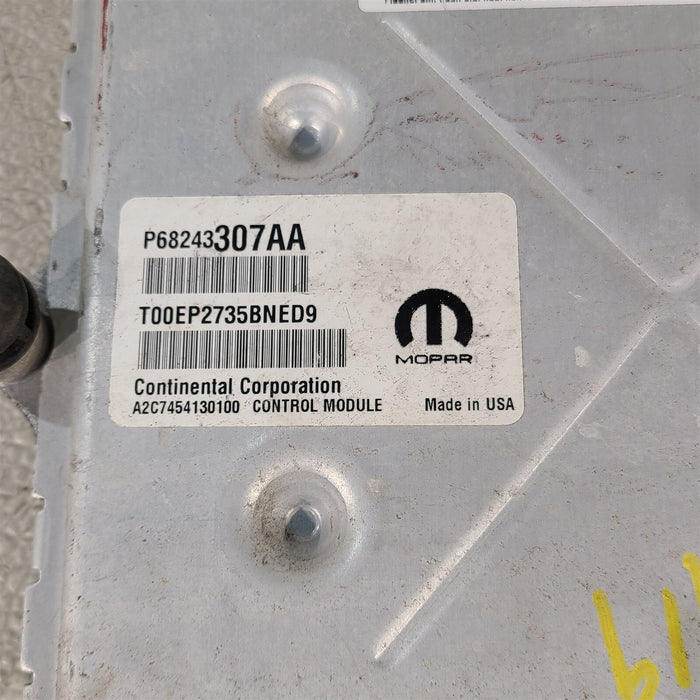 P68243307AA
T00EP2735BNED9
MOPAR
Continental Corporation
A2C7454130100 CONTROL MODULE Made in USA